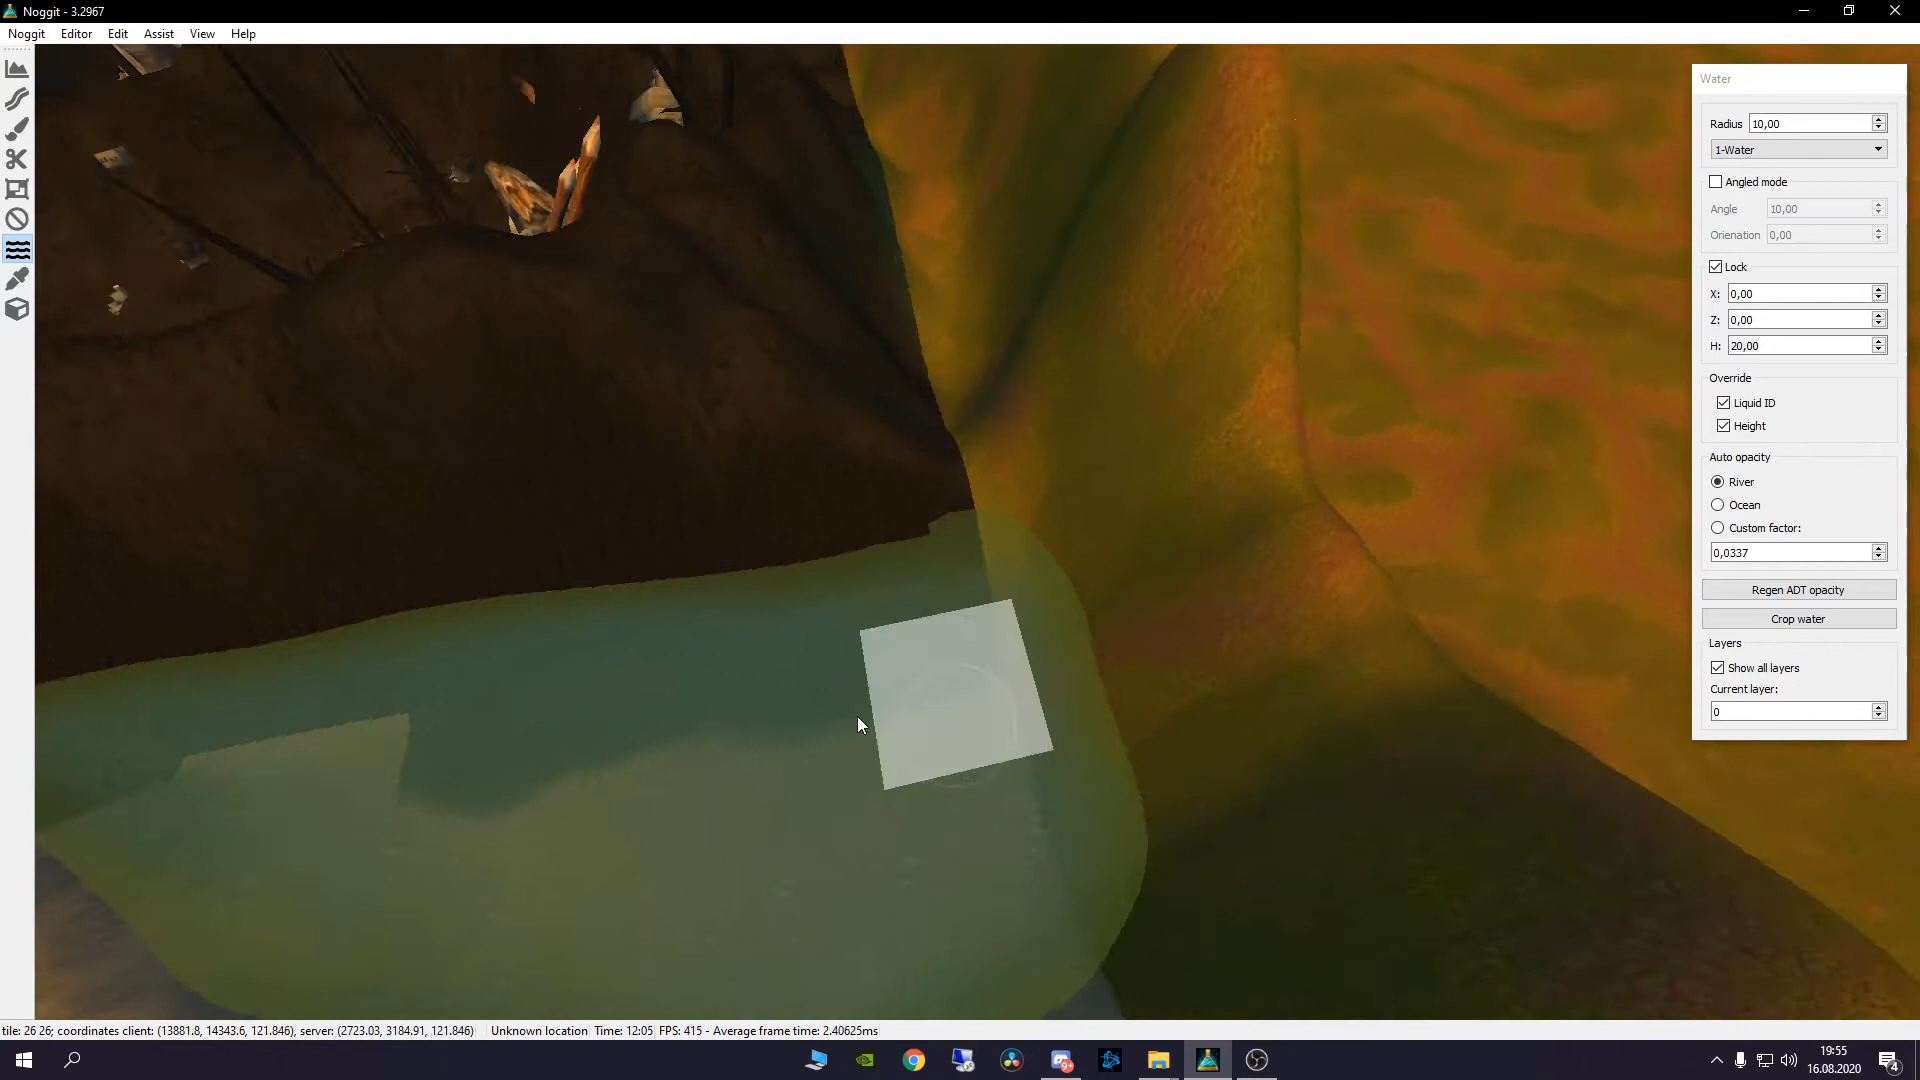 Noggit - 3.2967
Noggit Editor Edit Assist View Help
Water
Radius 10,00
1-Water
Angled mode
Angle 10,00
Orienation 0,00
Lock
X: 0,00
Z: 0,00
H: 20,00
Override
Liquid ID
Height
Auto opacity
River
Ocean
Custom factor:
0,0337
Regen ADT opacity
Crop water
Layers
Show all layers
Current layer:
0
tile: 26 26; coordinates client: (13881.8, 14343.6, 121.846), server: (2723.03, 3184.91, 121.846) Unknown location Time: 12:05 FPS: 415 - Average frame time: 2.40625ms
9+
19:55
16.08.2020
4